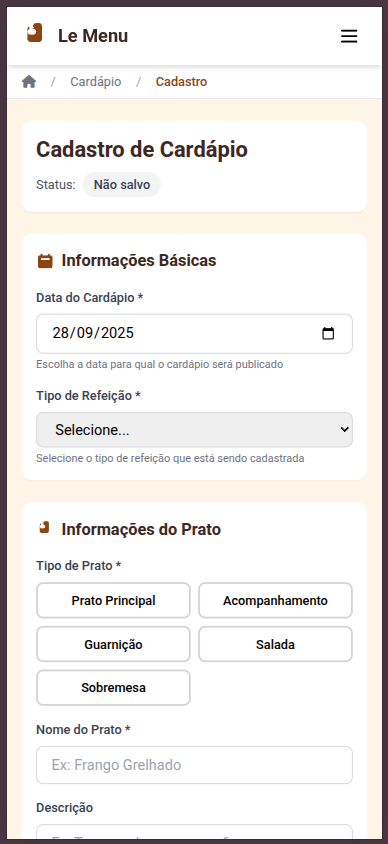 Le Menu
/ Cardápio / Cadastro
Cadastro de Cardápio
Status: Não salvo
Informações Básicas
Data do Cardápio *
28/09/2025
Escolha a data para qual o cardápio será publicado
Tipo de Refeição *
Selecione...
Selecione o tipo de refeição que está sendo cadastrada
Informações do Prato
Tipo de Prato *
Prato Principal Acompanhamento
Guarnição Salada
Sobremesa
Nome do Prato *
Ex: Frango Grelhado
Descrição